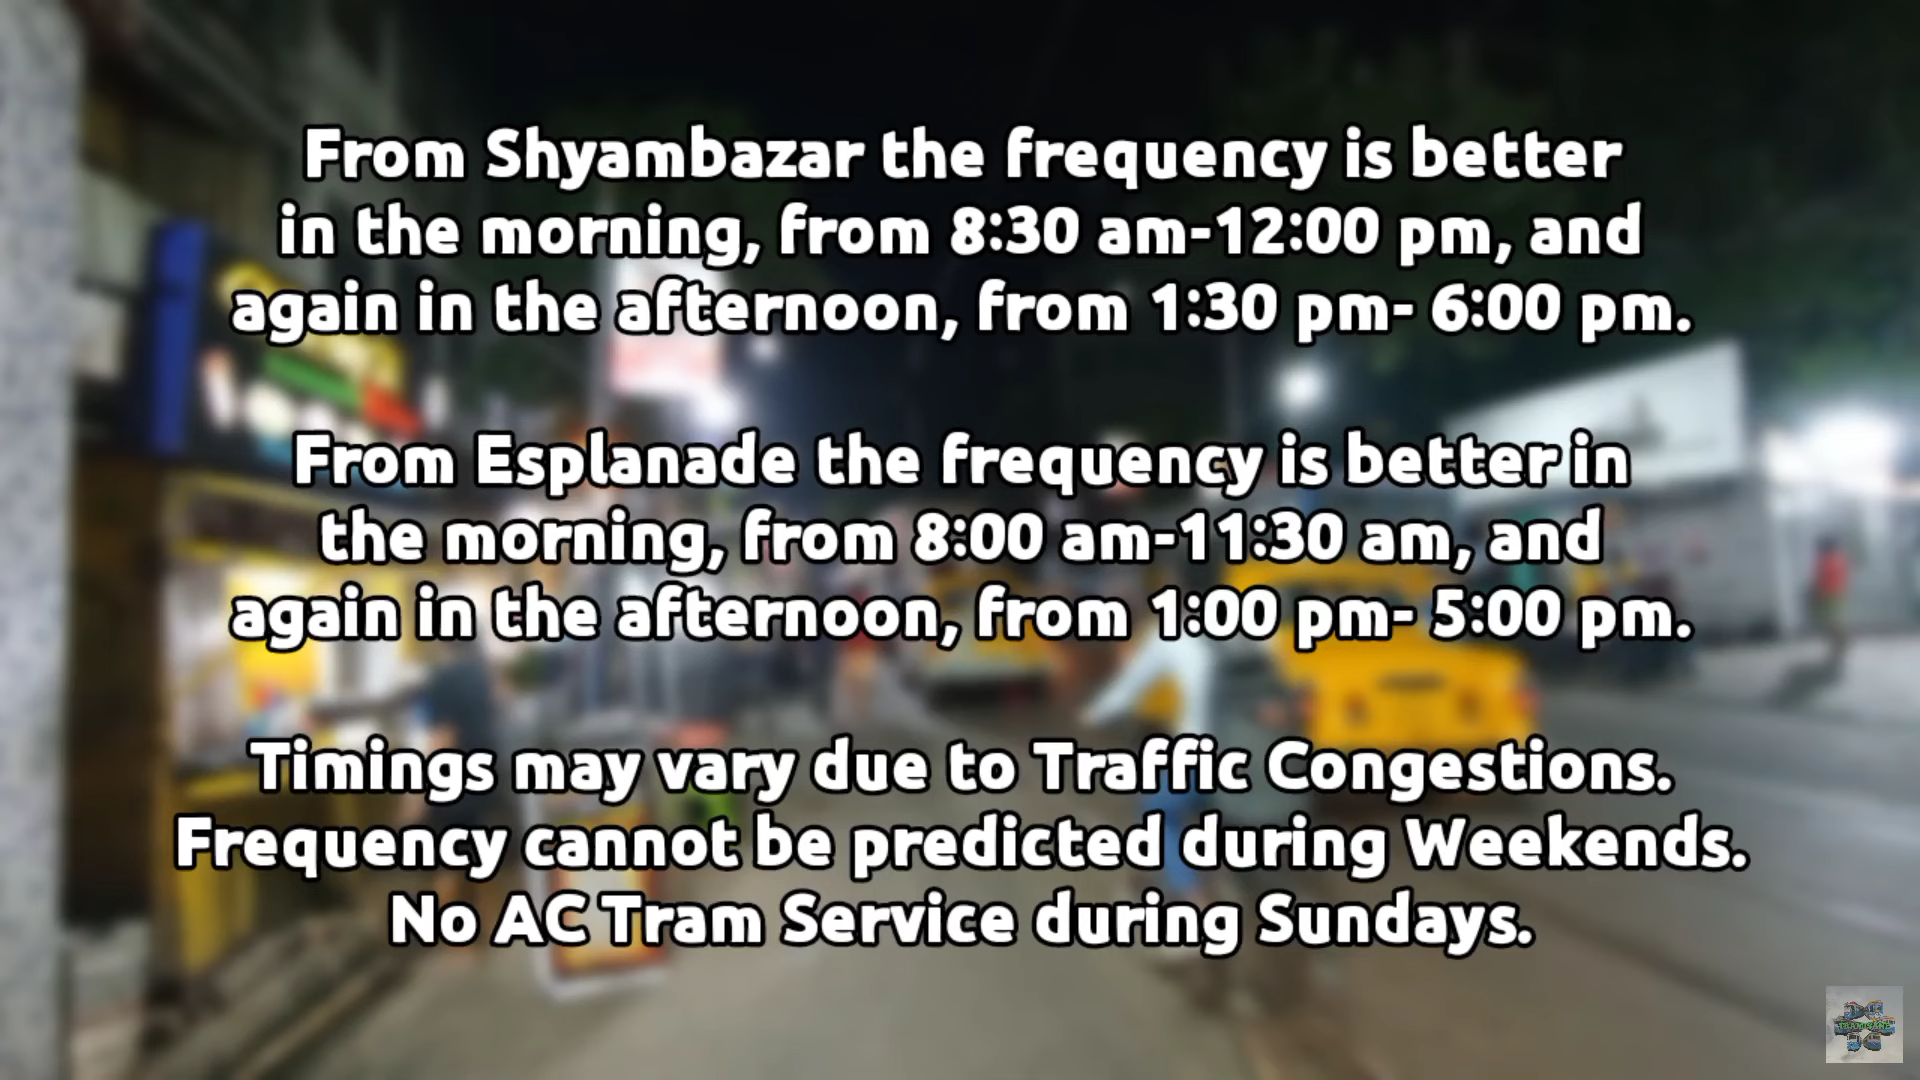 From Shyambazar the frequency is better
in the morning, from 8:30 am-12:00 pm, and
again in the afternoon, from 1:30 pm- 6:00 pm.
From Esplanade the frequency is better in
the morning, from 8:00 am-11:30 am, and
again in the afternoon, from 1:00 pm- 5:00 pm.
Timings may vary due to Traffic Congestions.
Frequency cannot be predicted during Weekends.
No AC Tram Service during Sundays.